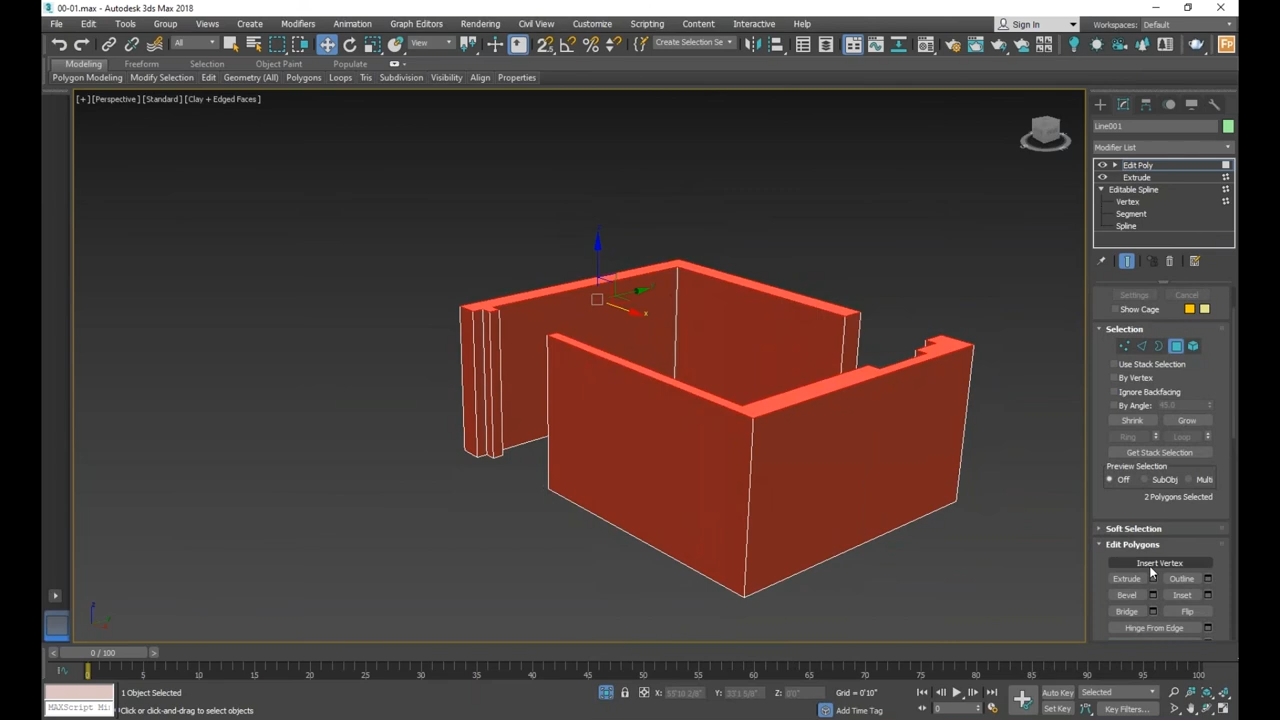 00-01.max - Autodesk 3ds Max 2018
File Edit Tools Group Views Create Modifiers Animation Graph Editors Rendering Civil View Customize Scripting Content Interactive Help Sign In Workspaces: Default
All View Create Selection Se
Modeling Freeform Selection Object Paint Populate
Polygon Modeling Modify Selection Edit Geometry (All) Polygons Loops Tris Subdivision Visibility Align Properties
[+] [Perspective] [Standard] [Clay + Edged Faces]
Line001
Modifier List
Edit Poly
Extrude
Editable Spline
Vertex
Segment
Spline
Settings Cancel
Show Cage
Selection
Use Stack Selection
By Vertex
Ignore Backfacing
By Angle: 45.0
Shrink Grow
Ring Loop
Get Stack Selection
Preview Selection
Off SubObj Multi
2 Polygons Selected
Soft Selection
Edit Polygons
Insert Vertex
Extrude Outline
Bevel Inset
Bridge Flip
Hinge From Edge
z
x
0 / 100
0 5 10 15 20 25 30 35 40 45 50 55 60 65 70 75 80 85 90 95 100
1 Object Selected X: Y: Z: 0'0" Grid = 0'10" Auto Key Selected
MAXScript Mi Click or click-and-drag to select objects Add Time Tag 0 Set Key Key Filters...